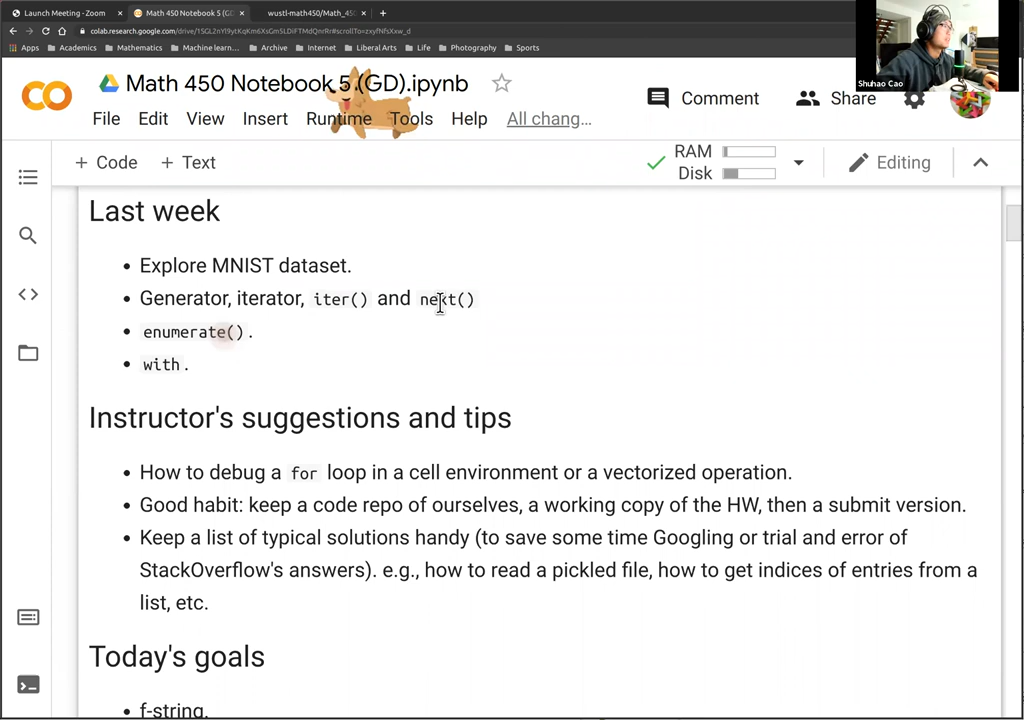 Launch Meeting - Zoom
Math 450 Notebook 5 (GD
wustl-math450/Math_45
colab.research.google.com/drive/
Apps Academics Mathematics Machine learn... Archive Internet Liberal Arts Life Photography Sports
Shuhao Cao
Math 450 Notebook 5 (GD).ipynb
Comment Share
File Edit View Insert Runtime Tools Help All chang...
+ Code + Text
RAM
Disk
Editing
Last week
• Explore MNIST dataset.
• Generator, iterator, iter() and next()
• enumerate().
• with.
Instructor's suggestions and tips
• How to debug a for loop in a cell environment or a vectorized operation.
• Good habit: keep a code repo of ourselves, a working copy of the HW, then a submit version.
• Keep a list of typical solutions handy (to save some time Googling or trial and error of
StackOverflow's answers). e.g., how to read a pickled file, how to get indices of entries from a
list, etc.
Today's goals
• f-string.